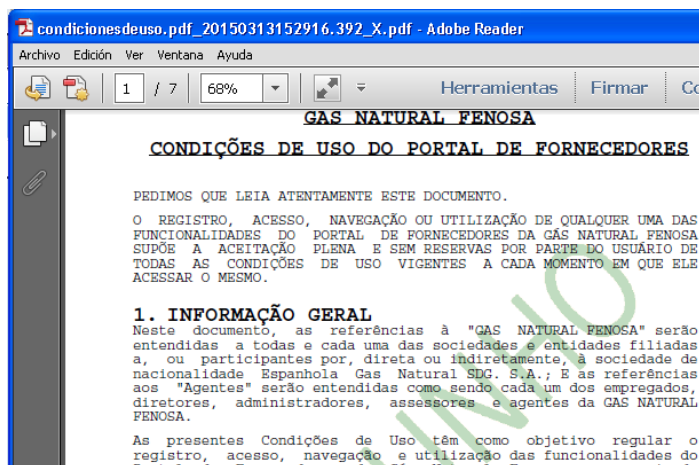 condicionesdeuso.pdf_20150313152916.392_X.pdf - Adobe Reader
Archivo Edición Ver Ventana Ayuda
1 / 7 68% Herramientas Firmar
GAS NATURAL FENOSA
CONDIÇÕES DE USO DO PORTAL DE FORNECEDORES
PEDIMOS QUE LEIA ATENTAMENTE ESTE DOCUMENTO.
O REGISTRO, ACESSO, NAVEGAÇÃO OU UTILIZAÇÃO DE QUALQUER UMA DAS
FUNCIONALIDADES DO PORTAL DE FORNECEDORES DA GÁS NATURAL FENOSA
SUPÕE A ACEITAÇÃO PLENA E SEM RESERVAS POR PARTE DO USUÁRIO DE
TODAS AS CONDIÇÕES DE USO VIGENTES A CADA MOMENTO EM QUE ELE
ACESSAR O MESMO.
1. INFORMAÇÃO GERAL
Neste documento, as referências à "GAS NATURAL FENOSA" serão
entendidas a todas e cada uma das sociedades e entidades filiadas
a, ou participantes por, direta ou indiretamente, à sociedade de
nacionalidade Espanhola Gas Natural SDG. S.A.; E as referências
aos "Agentes" serão entendidas como sendo cada um dos empregados,
diretores, administradores, assessores e agentes da GAS NATURAL
FENOSA.
As presentes Condições de Uso têm como objetivo regular o
registro, acesso, navegação e utilização das funcionalidades do